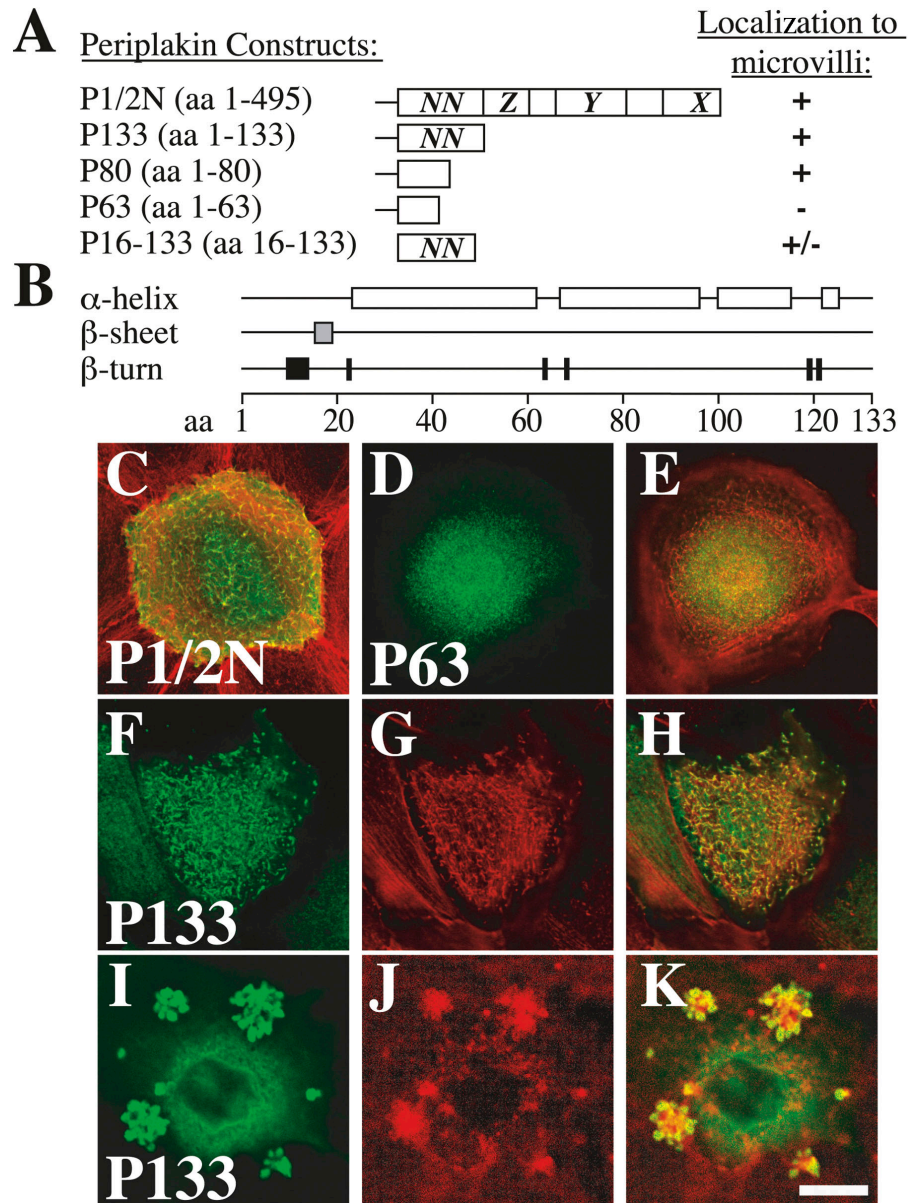 A
Periplakin Constructs:
Localization to
microvilli:
P1/2N (aa 1-495)
NN Z Y X
+
P133 (aa 1-133)
NN
+
P80 (aa 1-80)
+
P63 (aa 1-63)
-
P16-133 (aa 16-133)
NN
+/-
B
α-helix
β-sheet
β-turn
aa 1 20 40 60 80 100 120 133
C
P1/2N
D
P63
E
F
P133
G
H
I
P133
J
K